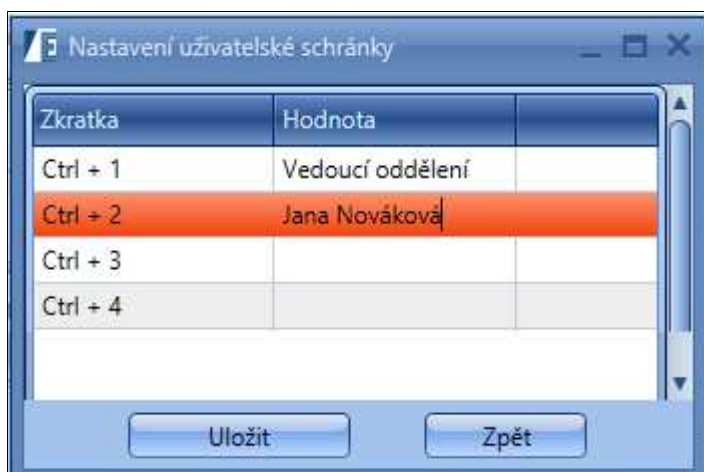 Nastavení uživatelské schránky
Zkratka Hodnota
Ctrl + 1 Vedoucí oddělení
Ctrl + 2 Jana Nováková
Ctrl + 3
Ctrl + 4
Uložit Zpět